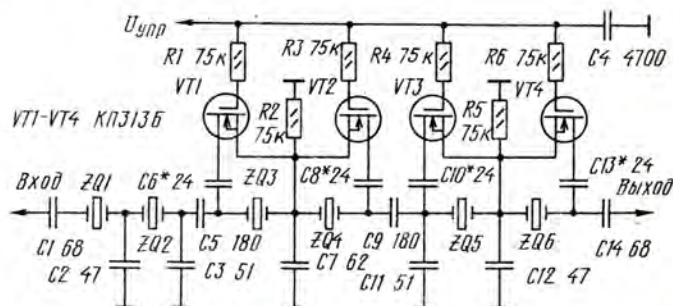 Uупр
R1 75к
R3 75к
R4 75к
R6 75к
C4 4700
VT1
VT2
VT3
VT4
R2
75к
R5
75к
VT1-VT4 КП313Б
Вход
ZQ1
C6* 24
ZQ3
C8* 24
C10* 24
C13* 24
Выход
C1 68
ZQ2
C5 180
ZQ4
C9 180
ZQ5
ZQ6
C14 68
C2 47
C3 51
C7 62
C11 51
C12 47